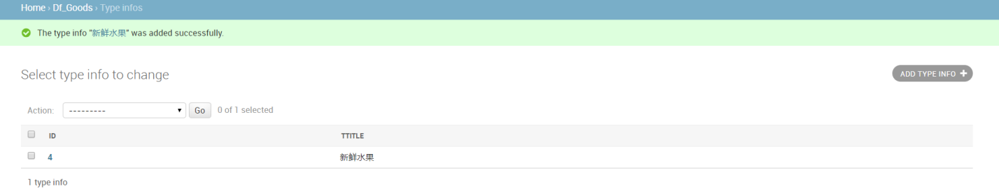 Home › Df_Goods › Type infos
The type info "新鲜水果" was added successfully.
Select type info to change
ADD TYPE INFO +
Action: --------- Go 0 of 1 selected
ID TTITLE
4 新鲜水果
1 type info